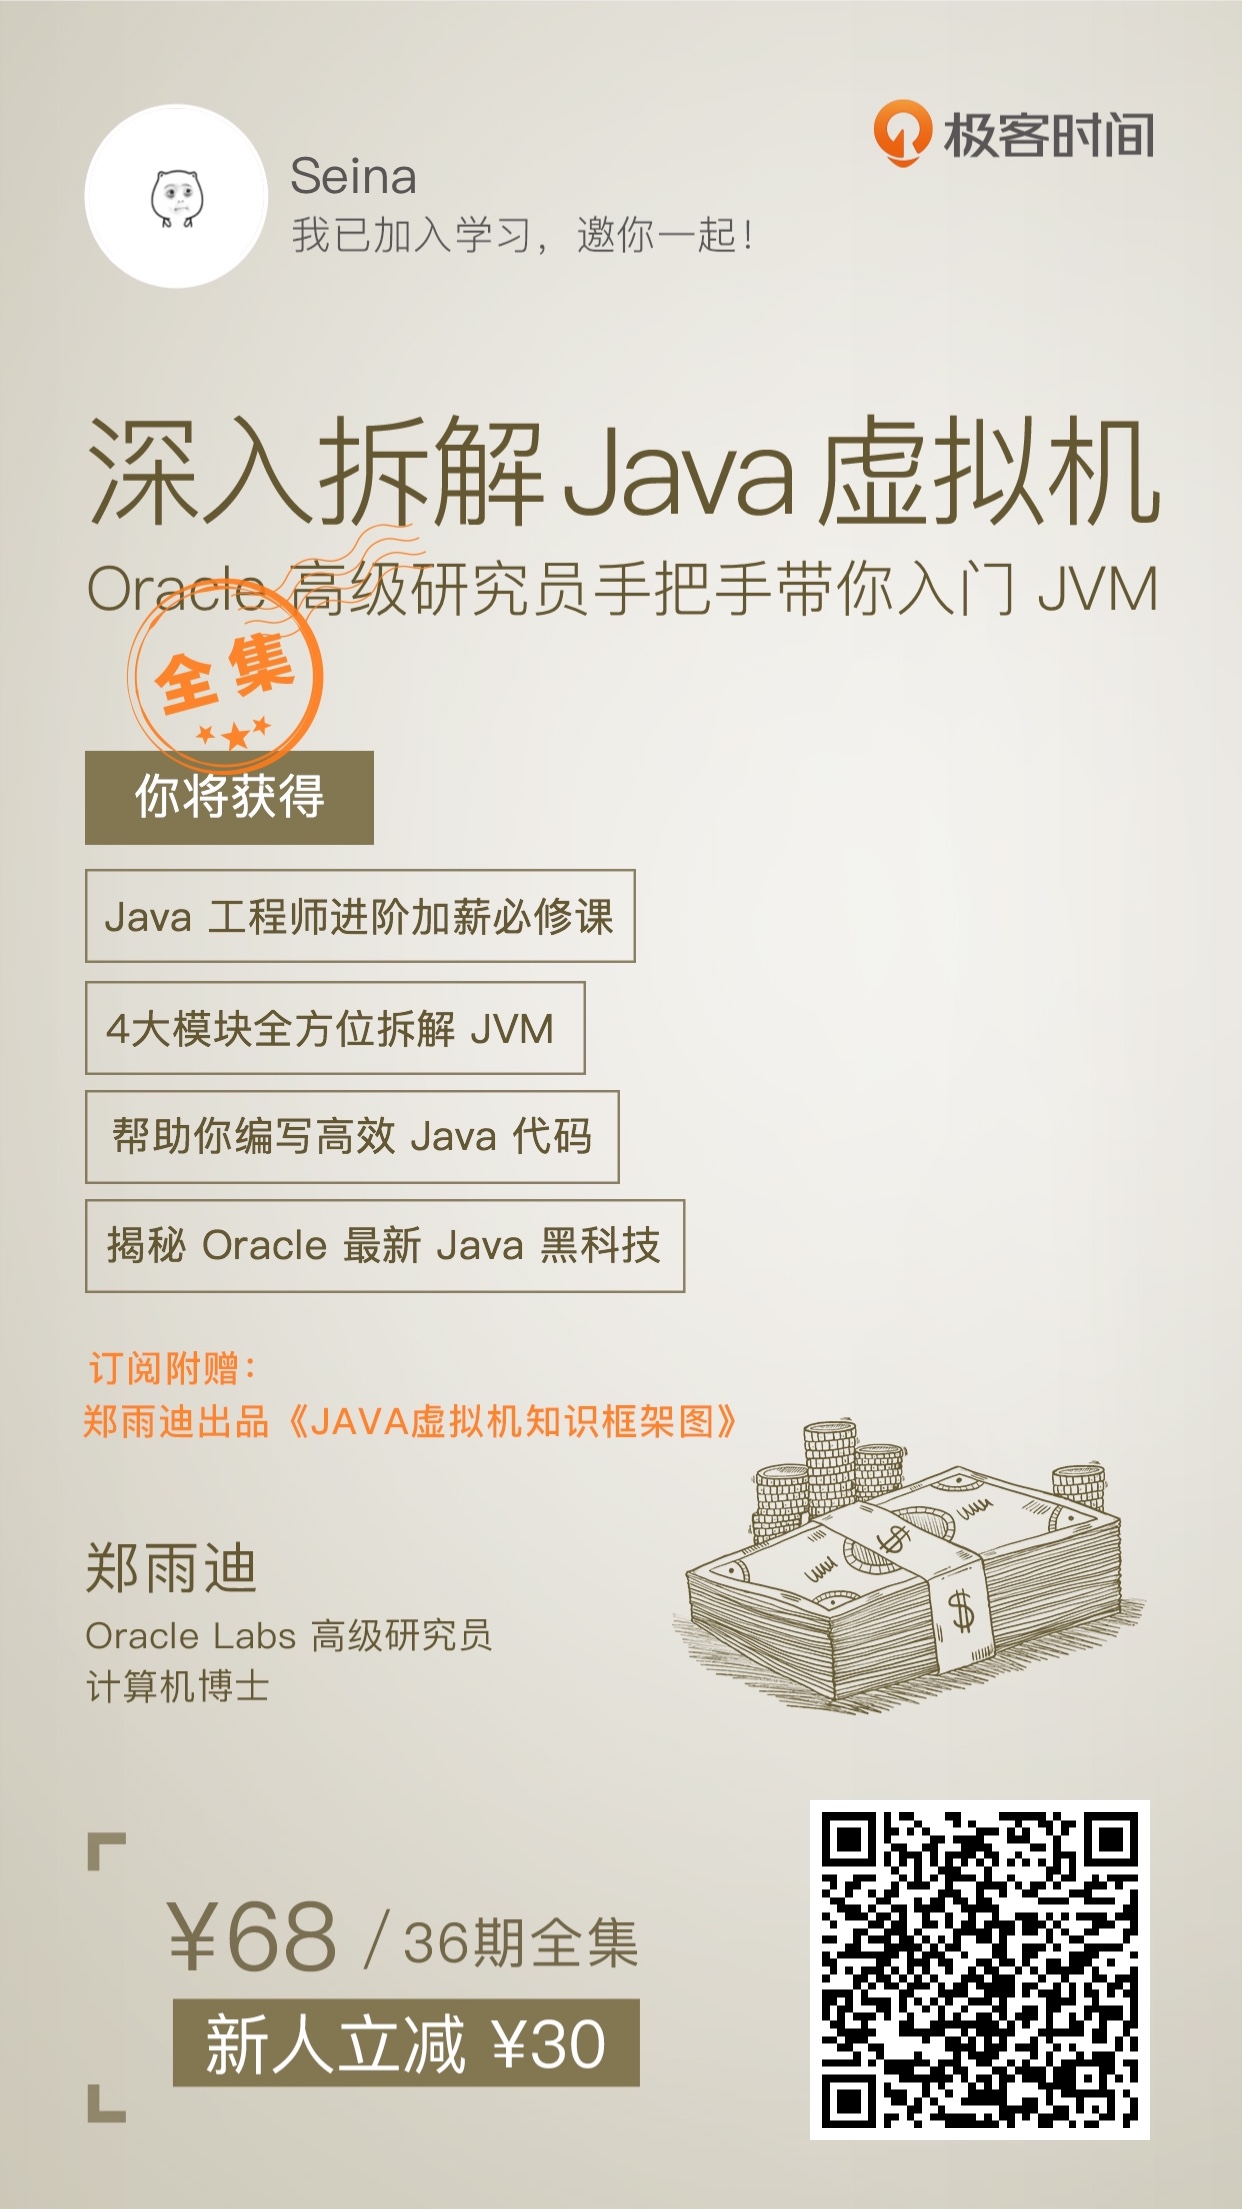 极客时间
Seina
我已加入学习，邀你一起！
深入拆解 Java 虚拟机
Oracle 高级研究员手把手带你入门 JVM
全集
你将获得
Java 工程师进阶加薪必修课
4大模块全方位拆解 JVM
帮助你编写高效 Java 代码
揭秘 Oracle 最新 Java 黑科技
订阅附赠：
郑雨迪出品《JAVA虚拟机知识框架图》
郑雨迪
Oracle Labs 高级研究员
计算机博士
¥68 / 36期全集
新人立减 ¥30